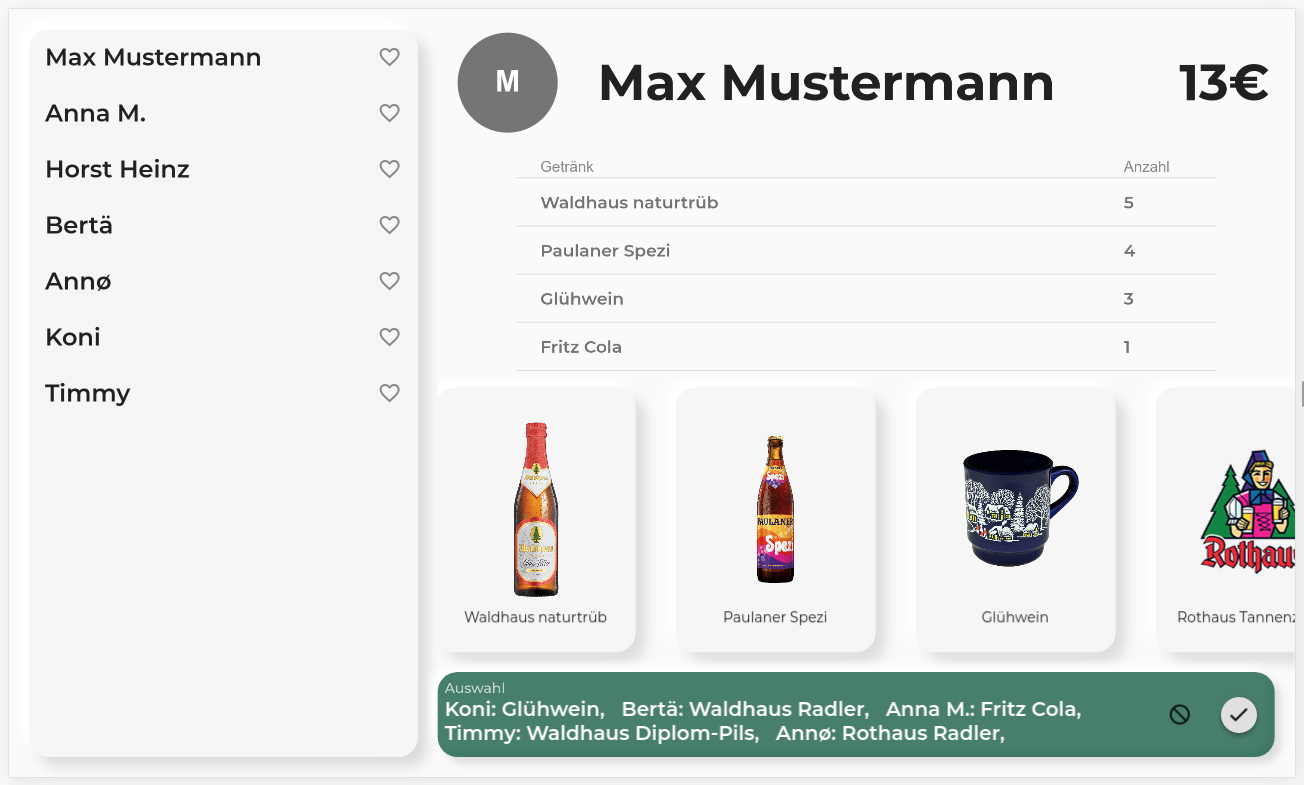 Max Mustermann
Anna M.
Horst Heinz
Bertä
Annø
Koni
Timmy
M
Max Mustermann 13€
Getränk Anzahl
Waldhaus naturtrüb 5
Paulaner Spezi 4
Glühwein 3
Fritz Cola 1
PAULANER
Spezi
Rothaus
Waldhaus naturtrüb
Paulaner Spezi
Glühwein
Rothaus Tannenz
Auswahl
Koni: Glühwein, Bertä: Waldhaus Radler, Anna M.: Fritz Cola,
Timmy: Waldhaus Diplom-Pils, Annø: Rothaus Radler,